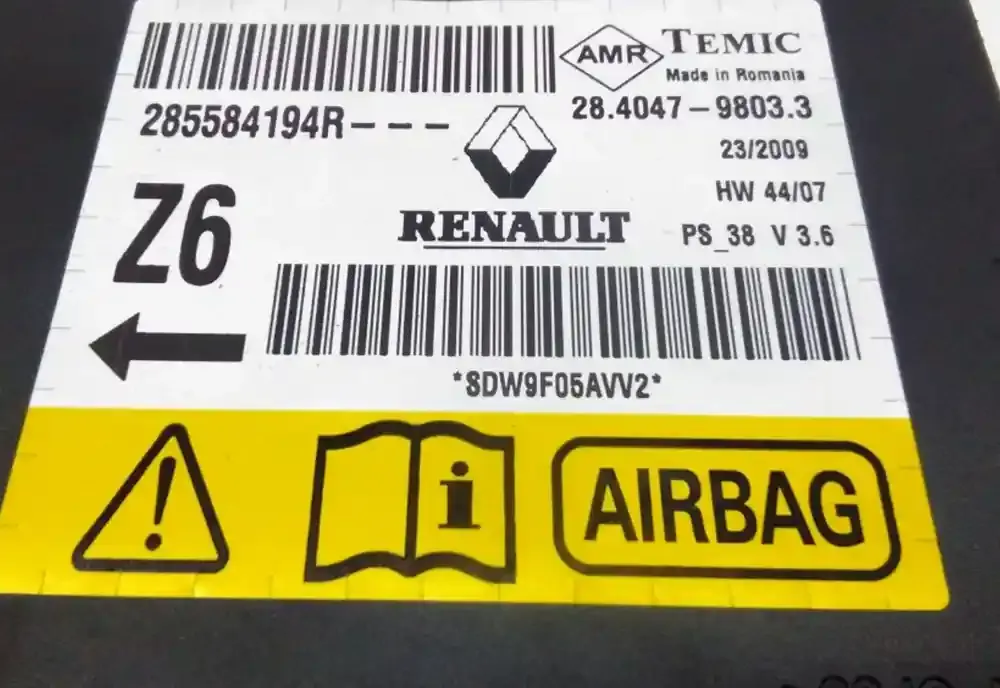 AMR TEMIC
Made in Romania
285584194R---
28.4047-9803.3
23/2009
HW 44/07
Z6
RENAULT
PS_38 V 3.6
*SDW9F05AVV2*
i
AIRBAG